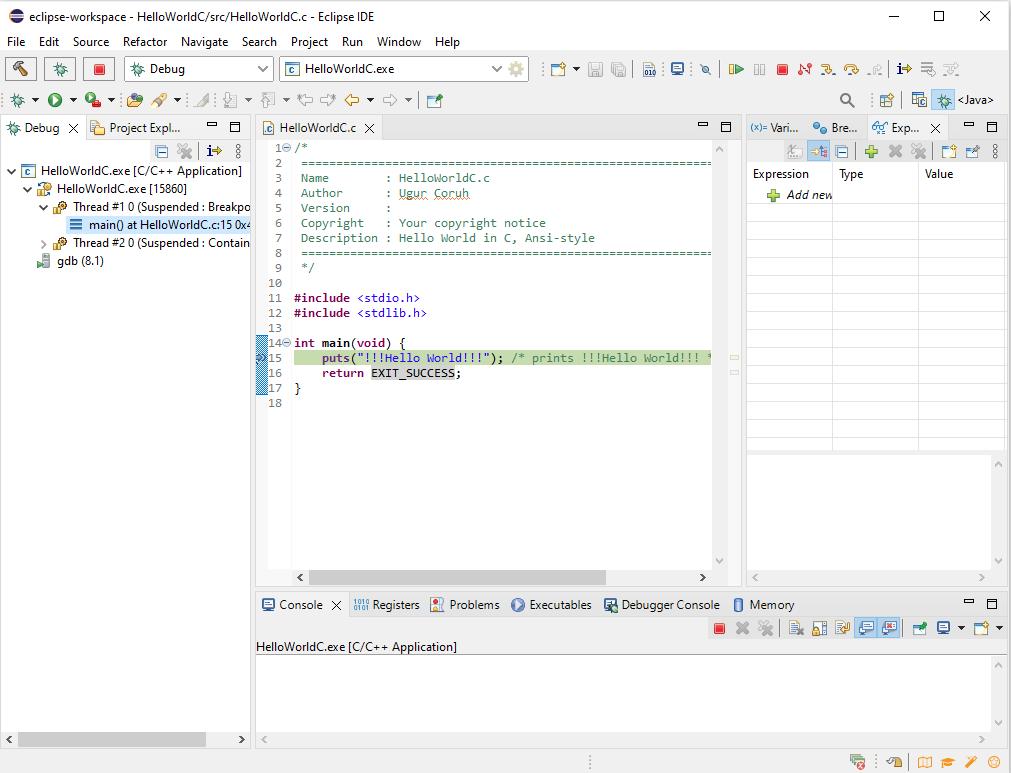 eclipse-workspace - HelloWorldC/src/HelloWorldC.c - Eclipse IDE
File Edit Source Refactor Navigate Search Project Run Window Help
Debug HelloWorldC.exe
<Java>
Debug Project Expl...
HelloWorldC.exe [C/C++ Application]
HelloWorldC.exe [15860]
Thread #1 0 (Suspended : Breakpo
main() at HelloWorldC.c:15 0x4
Thread #2 0 (Suspended : Contain
gdb (8.1)
HelloWorldC.c
1 /*
2 ============================================================
3 Name : HelloWorldC.c
4 Author : Ugur Coruh
5 Version :
6 Copyright : Your copyright notice
7 Description : Hello World in C, Ansi-style
8 ============================================================
9 */
10
11 #include <stdio.h>
12 #include <stdlib.h>
13
14 int main(void) {
15 puts("!!!Hello World!!!"); /* prints !!!Hello World!!! *
16 return EXIT_SUCCESS;
17 }
18
(x)= Vari... Bre... Exp...
Expression Type Value
Add new
Console Registers Problems Executables Debugger Console Memory
HelloWorldC.exe [C/C++ Application]